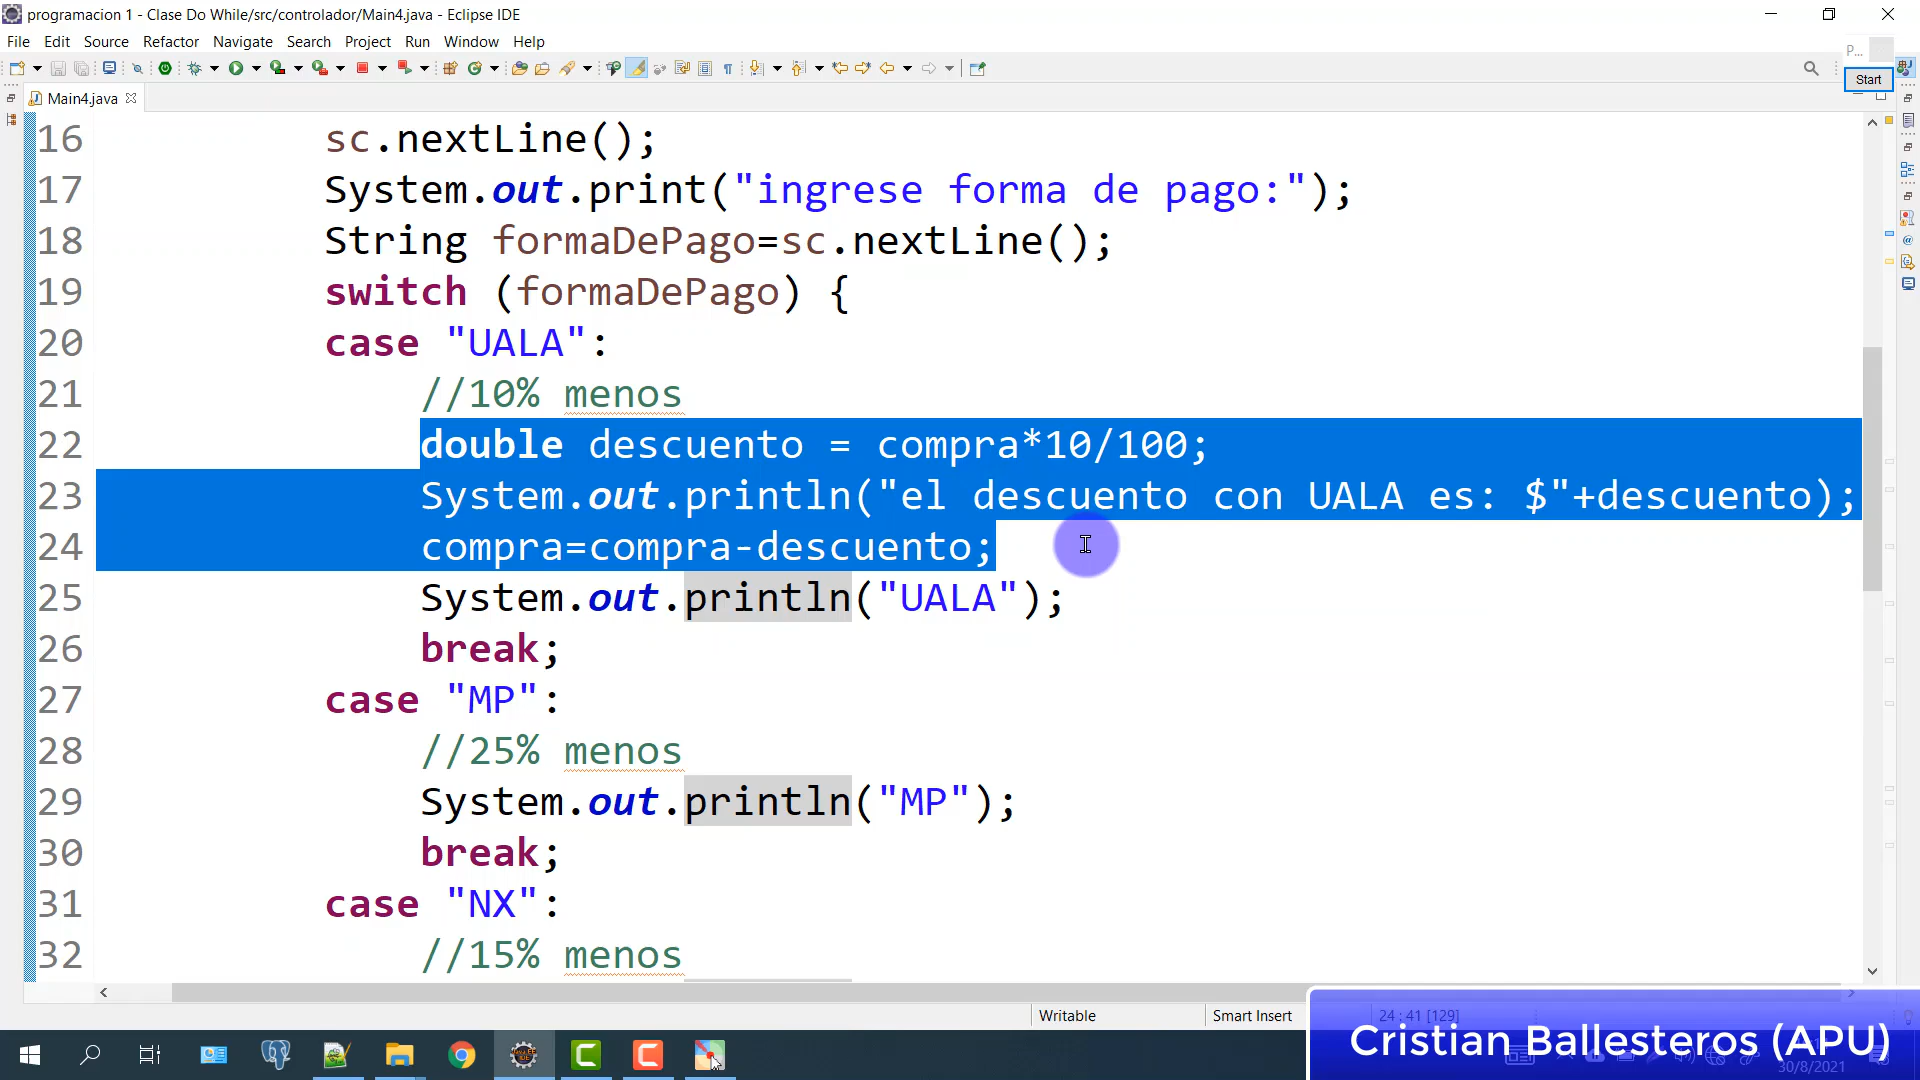 programacion 1 - Clase Do While/src/controlador/Main4.java - Eclipse IDE
File Edit Source Refactor Navigate Search Project Run Window Help
P...
Start
Main4.java
16 sc.nextLine();
17 System.out.print("ingrese forma de pago:");
18 String formaDePago=sc.nextLine();
19 switch (formaDePago) {
20 case "UALA":
21 //10% menos
22 double descuento = compra*10/100;
23 System.out.println("el descuento con UALA es: $"+descuento);
24 compra=compra-descuento;
25 System.out.println("UALA");
26 break;
27 case "MP":
28 //25% menos
29 System.out.println("MP");
30 break;
31 case "NX":
32 //15% menos
Writable Smart Insert 24 : 41 [129]
Cristian Ballesteros (APU)
30/8/2021